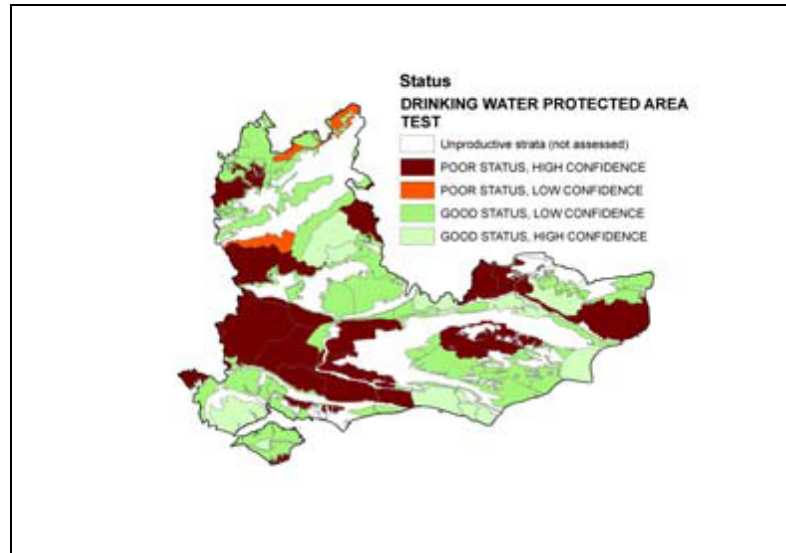 Status
DRINKING WATER PROTECTED AREA
TEST
Unproductive strata (not assessed)
POOR STATUS, HIGH CONFIDENCE
POOR STATUS, LOW CONFIDENCE
GOOD STATUS, LOW CONFIDENCE
GOOD STATUS, HIGH CONFIDENCE